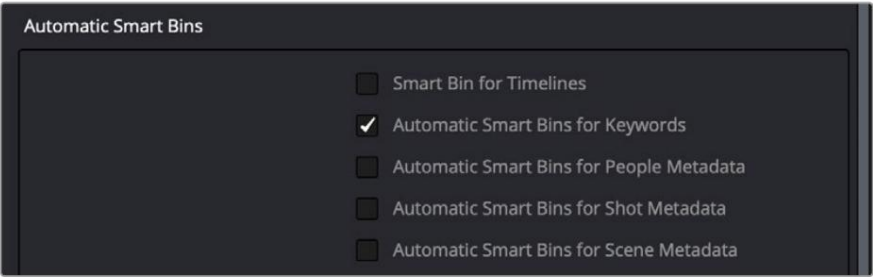 Automatic Smart Bins
Smart Bin for Timelines
Automatic Smart Bins for Keywords
Automatic Smart Bins for People Metadata
Automatic Smart Bins for Shot Metadata
Automatic Smart Bins for Scene Metadata